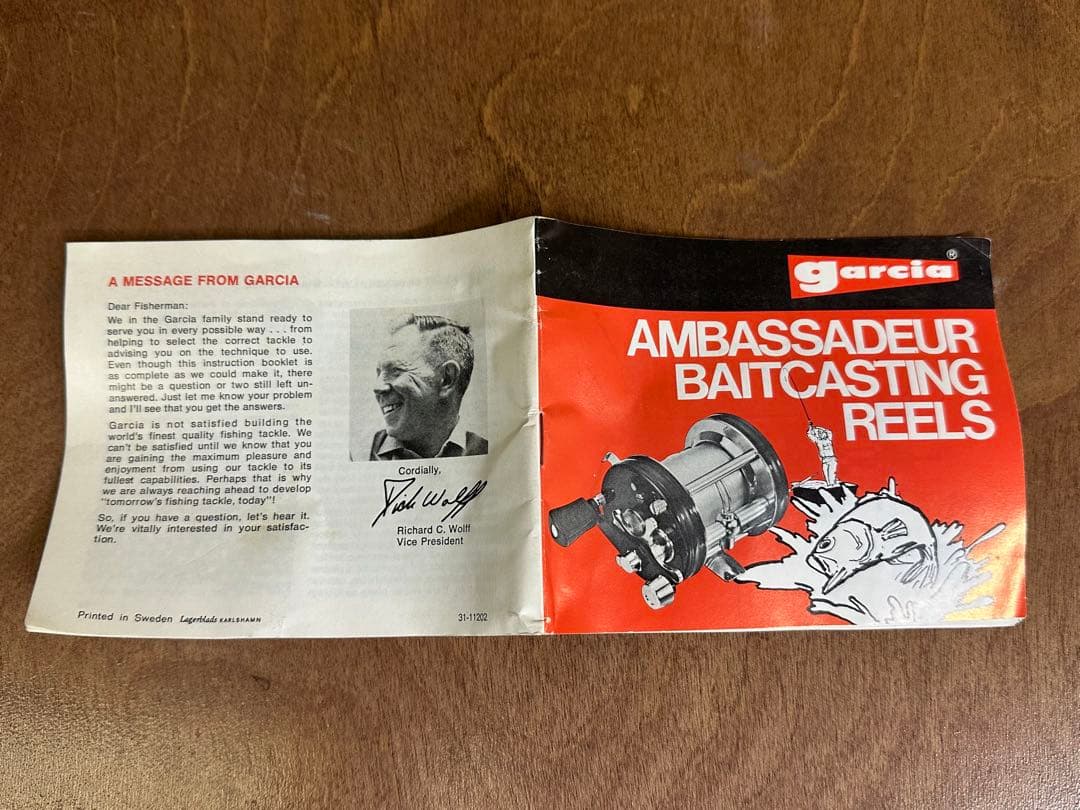 A MESSAGE FROM GARCIA
Dear Fisherman:
We in the Garcia family stand ready to
serve you in every possible way . . . from
helping to select the correct tackle to
advising you on the technique to use.
Even though this instruction booklet is
as complete as we could make it, there
might be a question or two still left un-
answered. Just let me know your problem
and I'll see that you get the answers.
Garcia is not satisfied building the
world's finest quality fishing tackle. We
can't be satisfied until we know that you
are gaining the maximum pleasure and
enjoyment from using our tackle to its
fullest capabilities. Perhaps that is why
we are always reaching ahead to develop
"tomorrow's fishing tackle, today"!
So, if you have a question, let's hear it.
We're vitally interested in your satisfac-
tion.
Cordially,
Dick Wolff
Richard C. Wolff
Vice President
Printed in Sweden Lagerblads KARLSHAMN
31-11202
garcia®
AMBASSADEUR
BAITCASTING
REELS